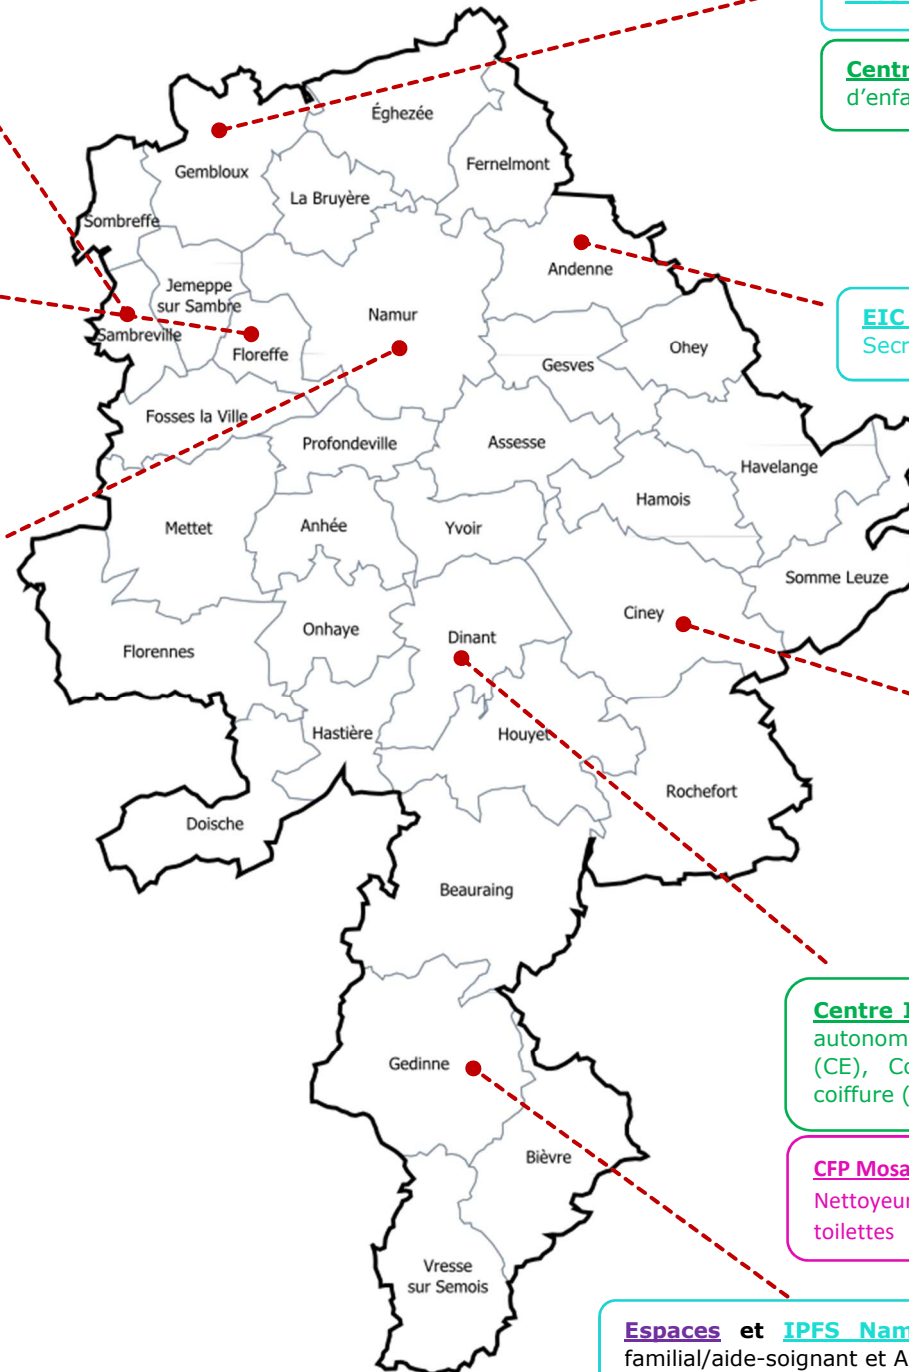 Centr
d'enfa
Éghezée
Fernelmont
Gembloux
La Bruyère
Sombreffe
Andenne
Jemeppe
sur Sambre
Namur
EIC
Secr
Sambreville
Floreffe
Gesves
Ohey
Fosses la Ville
Profondeville
Assesse
Havelange
Hamois
Mettet
Anhée
Yvoir
Somme Leuze
Ciney
Onhaye
Dinant
Florennes
Hastière
Houyet
Rochefort
Doische
Beauraing
Centre I
autonom
(CE), Co
coiffure (
Gedinne
Bièvre
CFP Mosa
Nettoyeur
toilettes
Vresse
sur Semois
Espaces et IPFS Nam
familial/aide-soignant et A